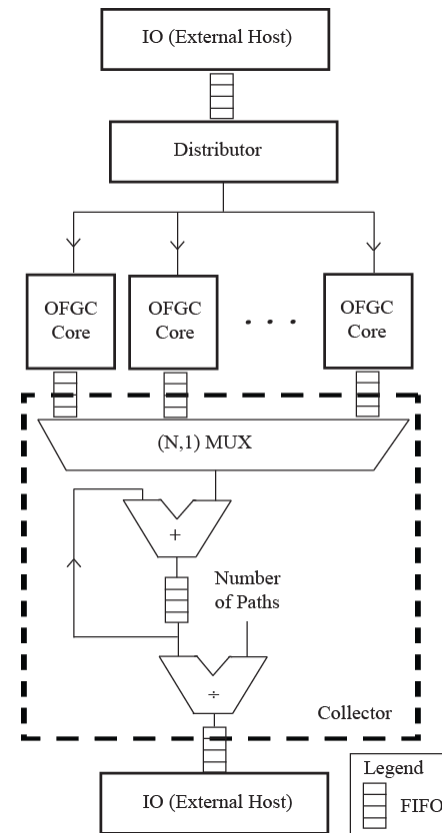 IO (External Host)
Distributor
OFGC
Core
OFGC
Core
. . .
OFGC
Core
(N,1) MUX
+
Number
of Paths
÷
Collector
IO (External Host)
Legend
FIFO